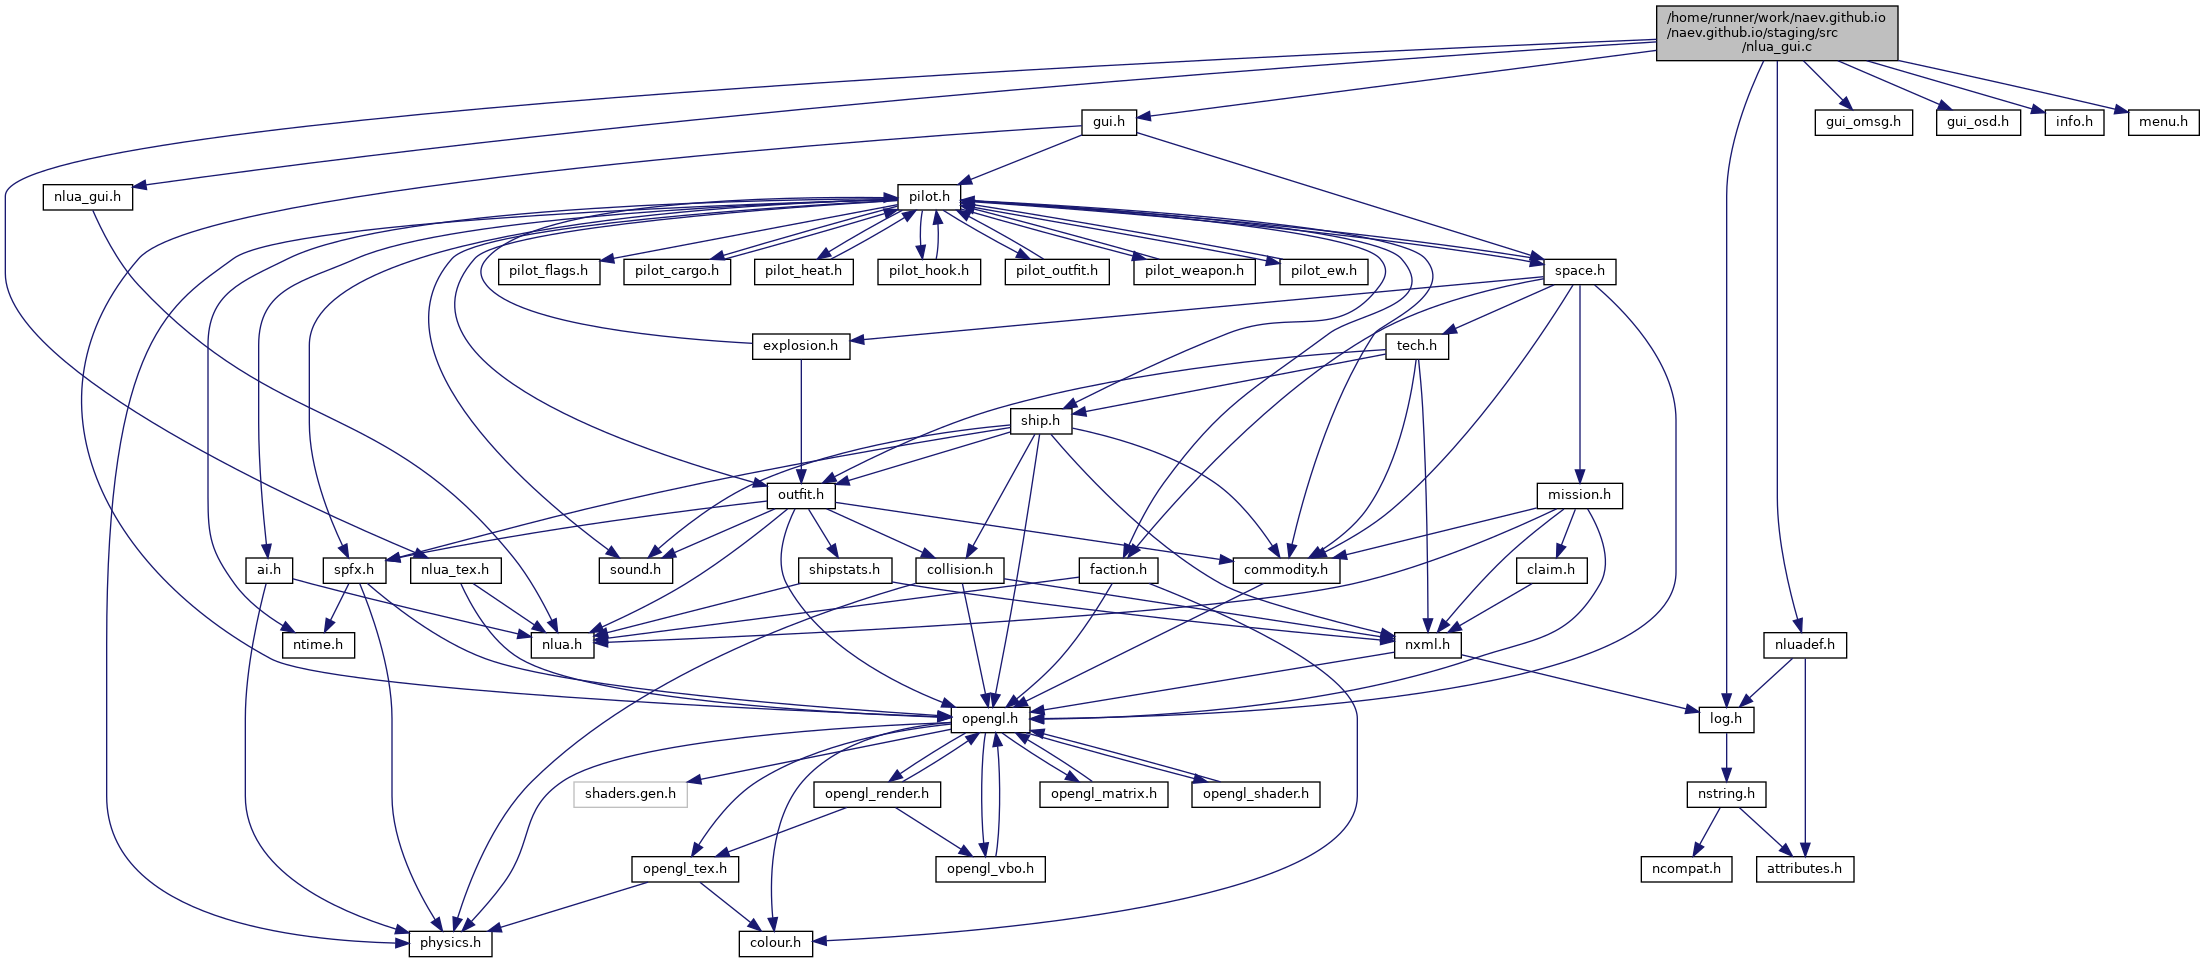 /home/runner/work/naev.github.io
/naev.github.io/staging/src
/nlua_gui.c
gui.h
gui_omsg.h
gui_osd.h
info.h
menu.h
nlua_gui.h
pilot.h
pilot_flags.h
pilot_cargo.h
pilot_heat.h
pilot_hook.h
pilot_outfit.h
pilot_weapon.h
pilot_ew.h
space.h
explosion.h
tech.h
ship.h
outfit.h
mission.h
ai.h
spfx.h
nlua_tex.h
sound.h
shipstats.h
collision.h
faction.h
commodity.h
claim.h
ntime.h
nlua.h
nxml.h
nluadef.h
opengl.h
log.h
shaders.gen.h
opengl_render.h
opengl_matrix.h
opengl_shader.h
nstring.h
opengl_tex.h
opengl_vbo.h
ncompat.h
attributes.h
physics.h
colour.h